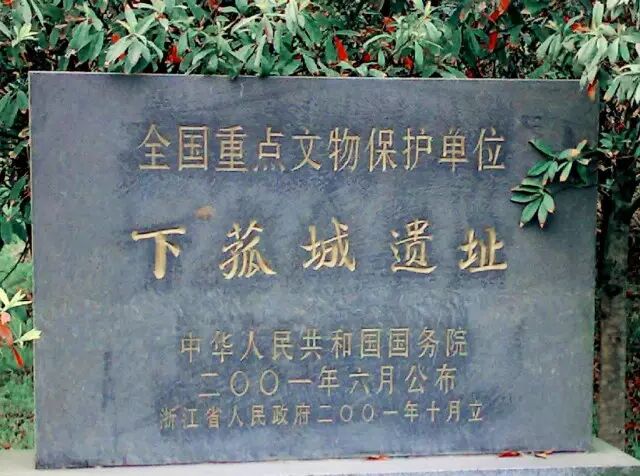 全国重点文物保护单位
下菰城遗址
中华人民共和国国务院
二〇〇一年六月公布
浙江省人民政府二〇〇一年十月立